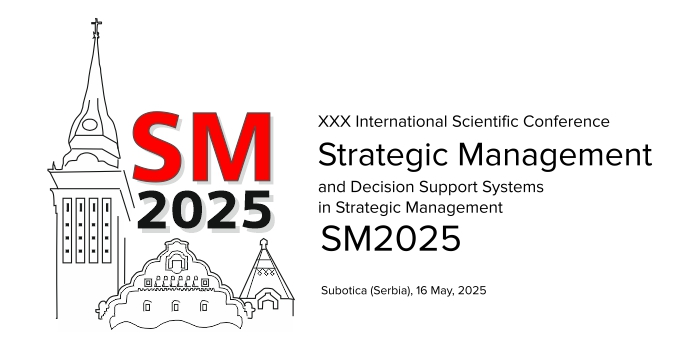 SM
2025
XXX International Scientific Conference
Strategic Management
and Decision Support Systems
in Strategic Management
SM2025
Subotica (Serbia), 16 May, 2025